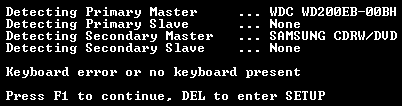 Detecting Primary Master ... WDC WD200EB-00BH
Detecting Primary Slave ... None
Detecting Secondary Master ... SAMSUNG CDRW/DVD
Detecting Secondary Slave ... None
Keyboard error or no keyboard present
Press F1 to continue, DEL to enter SETUP